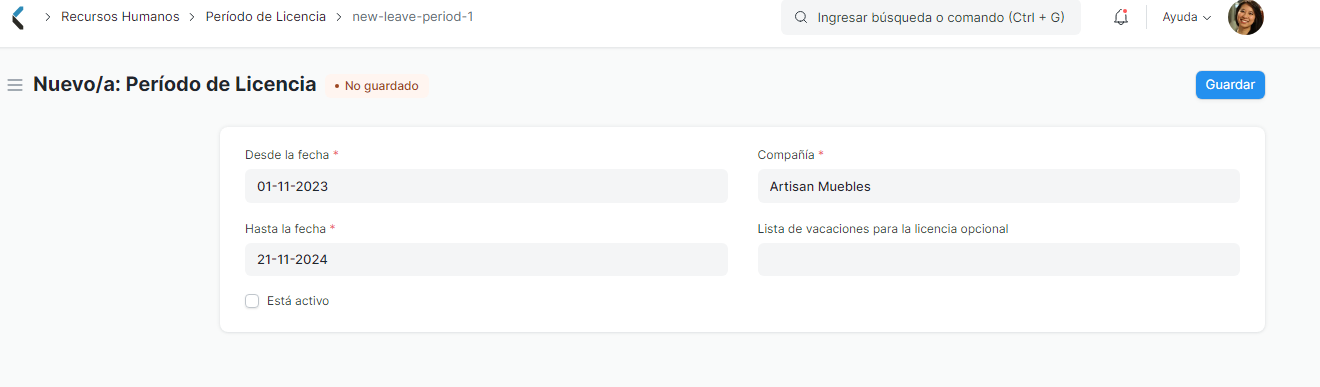 Recursos Humanos > Período de Licencia > new-leave-period-1
Ingresar búsqueda o comando (Ctrl + G)
Ayuda
Nuevo/a: Período de Licencia
• No guardado
Guardar
Desde la fecha *
01-11-2023
Compañía *
Artisan Muebles
Hasta la fecha *
21-11-2024
Lista de vacaciones para la licencia opcional
Está activo